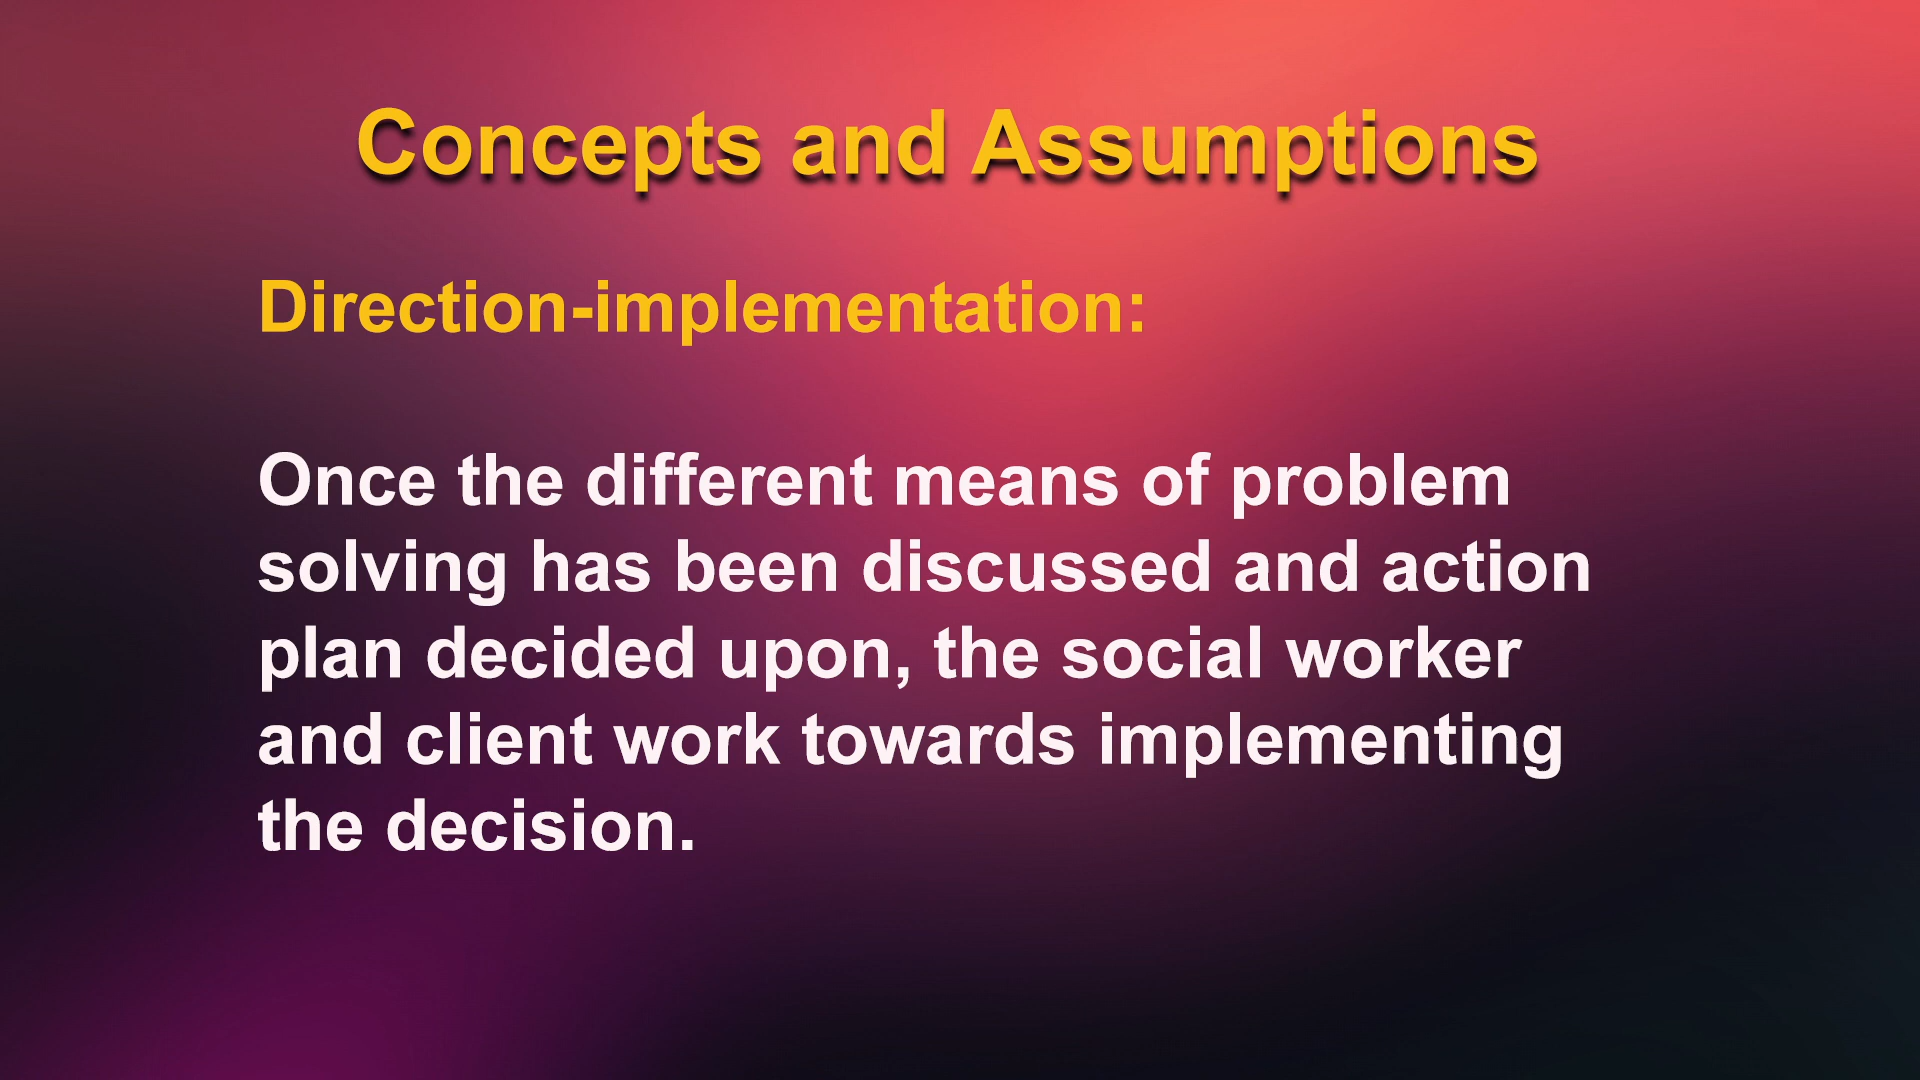 Concepts and Assumptions
Direction-implementation:
Once the different means of problem
solving has been discussed and action
plan decided upon, the social worker
and client work towards implementing
the decision.